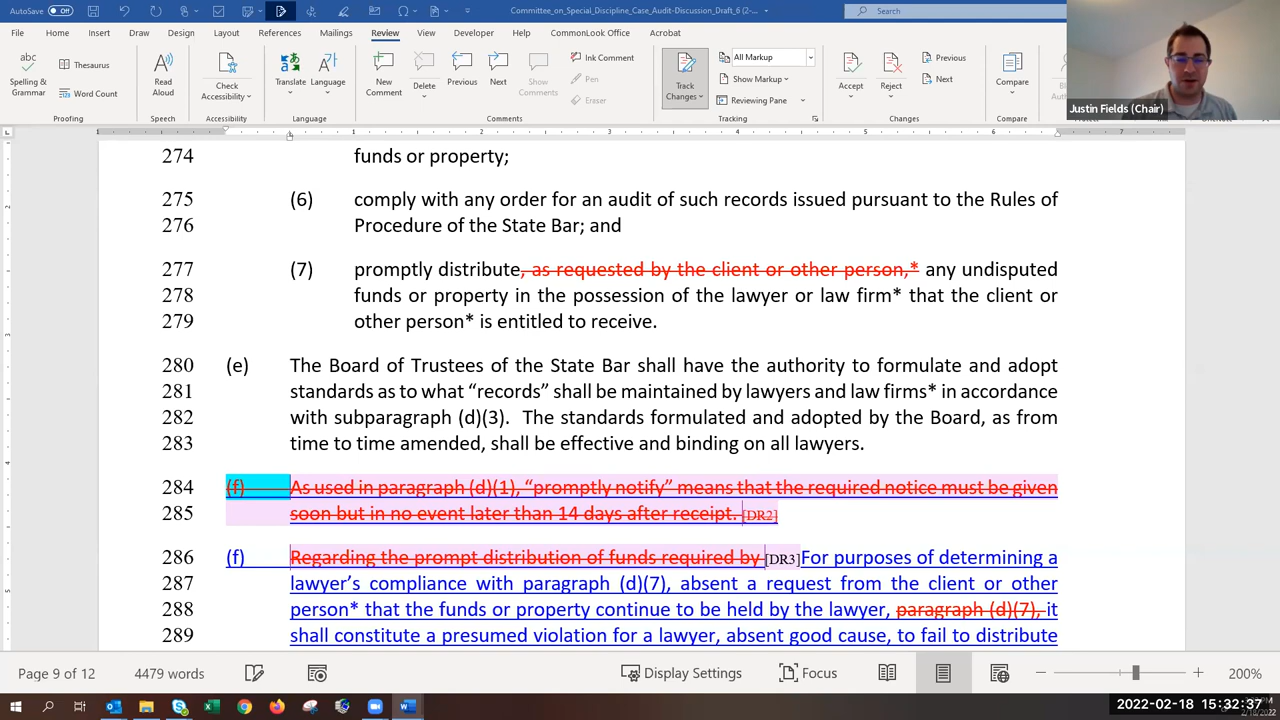 AutoSave Off
Committee_on_Special_Discipline_Case_Audit-Discussion_Draft_6 (2-...
Search
File Home Insert Draw Design Layout References Mailings Review View Developer Help CommonLook Office Acrobat
abc
Spelling & Grammar
Thesaurus
Word Count
Proofing
Read Aloud
Speech
Check Accessibility
Accessibility
Translate
Language
Language
New Comment
Delete
Previous
Next
Show Comments
Ink Comment
Pen
Eraser
Comments
Track Changes
All Markup
Show Markup
Reviewing Pane
Tracking
Accept
Reject
Previous
Next
Changes
Compare
Compare
Justin Fields (Chair)
1 1 2 3 4 5 6 7
274 funds or property;
275 (6) comply with any order for an audit of such records issued pursuant to the Rules of
276 Procedure of the State Bar; and
277 (7) promptly distribute, as requested by the client or other person,* any undisputed
278 funds or property in the possession of the lawyer or law firm* that the client or
279 other person* is entitled to receive.
280 (e) The Board of Trustees of the State Bar shall have the authority to formulate and adopt
281 standards as to what “records” shall be maintained by lawyers and law firms* in accordance
282 with subparagraph (d)(3). The standards formulated and adopted by the Board, as from
283 time to time amended, shall be effective and binding on all lawyers.
284 (f) As used in paragraph (d)(1), “promptly notify” means that the required notice must be given
285 soon but in no event later than 14 days after receipt. [DR2]
286 (f) Regarding the prompt distribution of funds required by [DR3]For purposes of determining a
287 lawyer’s compliance with paragraph (d)(7), absent a request from the client or other
288 person* that the funds or property continue to be held by the lawyer, paragraph (d)(7), it
289 shall constitute a presumed violation for a lawyer, absent good cause, to fail to distribute
Page 9 of 12 4479 words Display Settings Focus 200%
2022-02-18 15:32:37